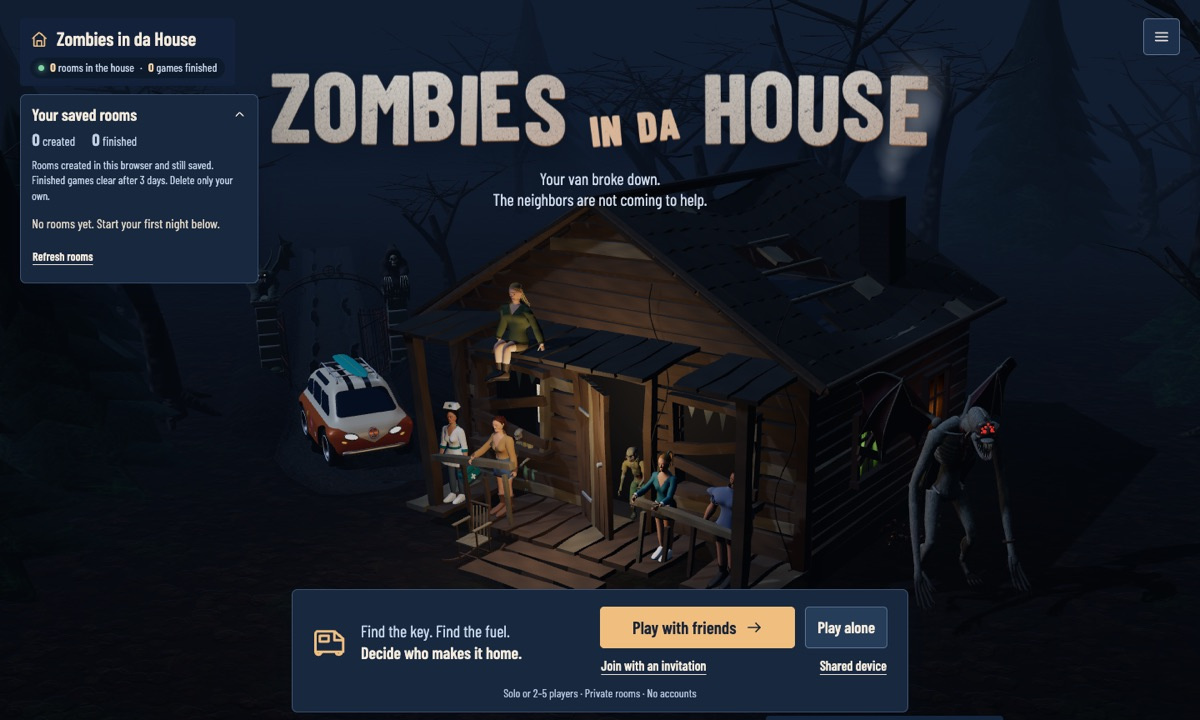 Zombies in da House
0 rooms in the house · 0 games finished
ZOMBIES IN DA HOUSE
Your saved rooms
0 created 0 finished
Rooms created in this browser and still saved.
Finished games clear after 3 days. Delete only your
own.
No rooms yet. Start your first night below.
Refresh rooms
Your van broke down.
The neighbors are not coming to help.
Find the key. Find the fuel.
Decide who makes it home.
Play with friends →
Play alone
Join with an invitation
Shared device
Solo or 2–5 players · Private rooms · No accounts